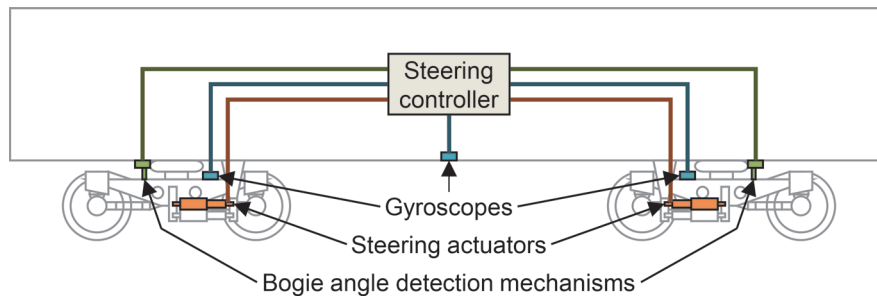 Steering
controller
Gyroscopes
Steering actuators
Bogie angle detection mechanisms